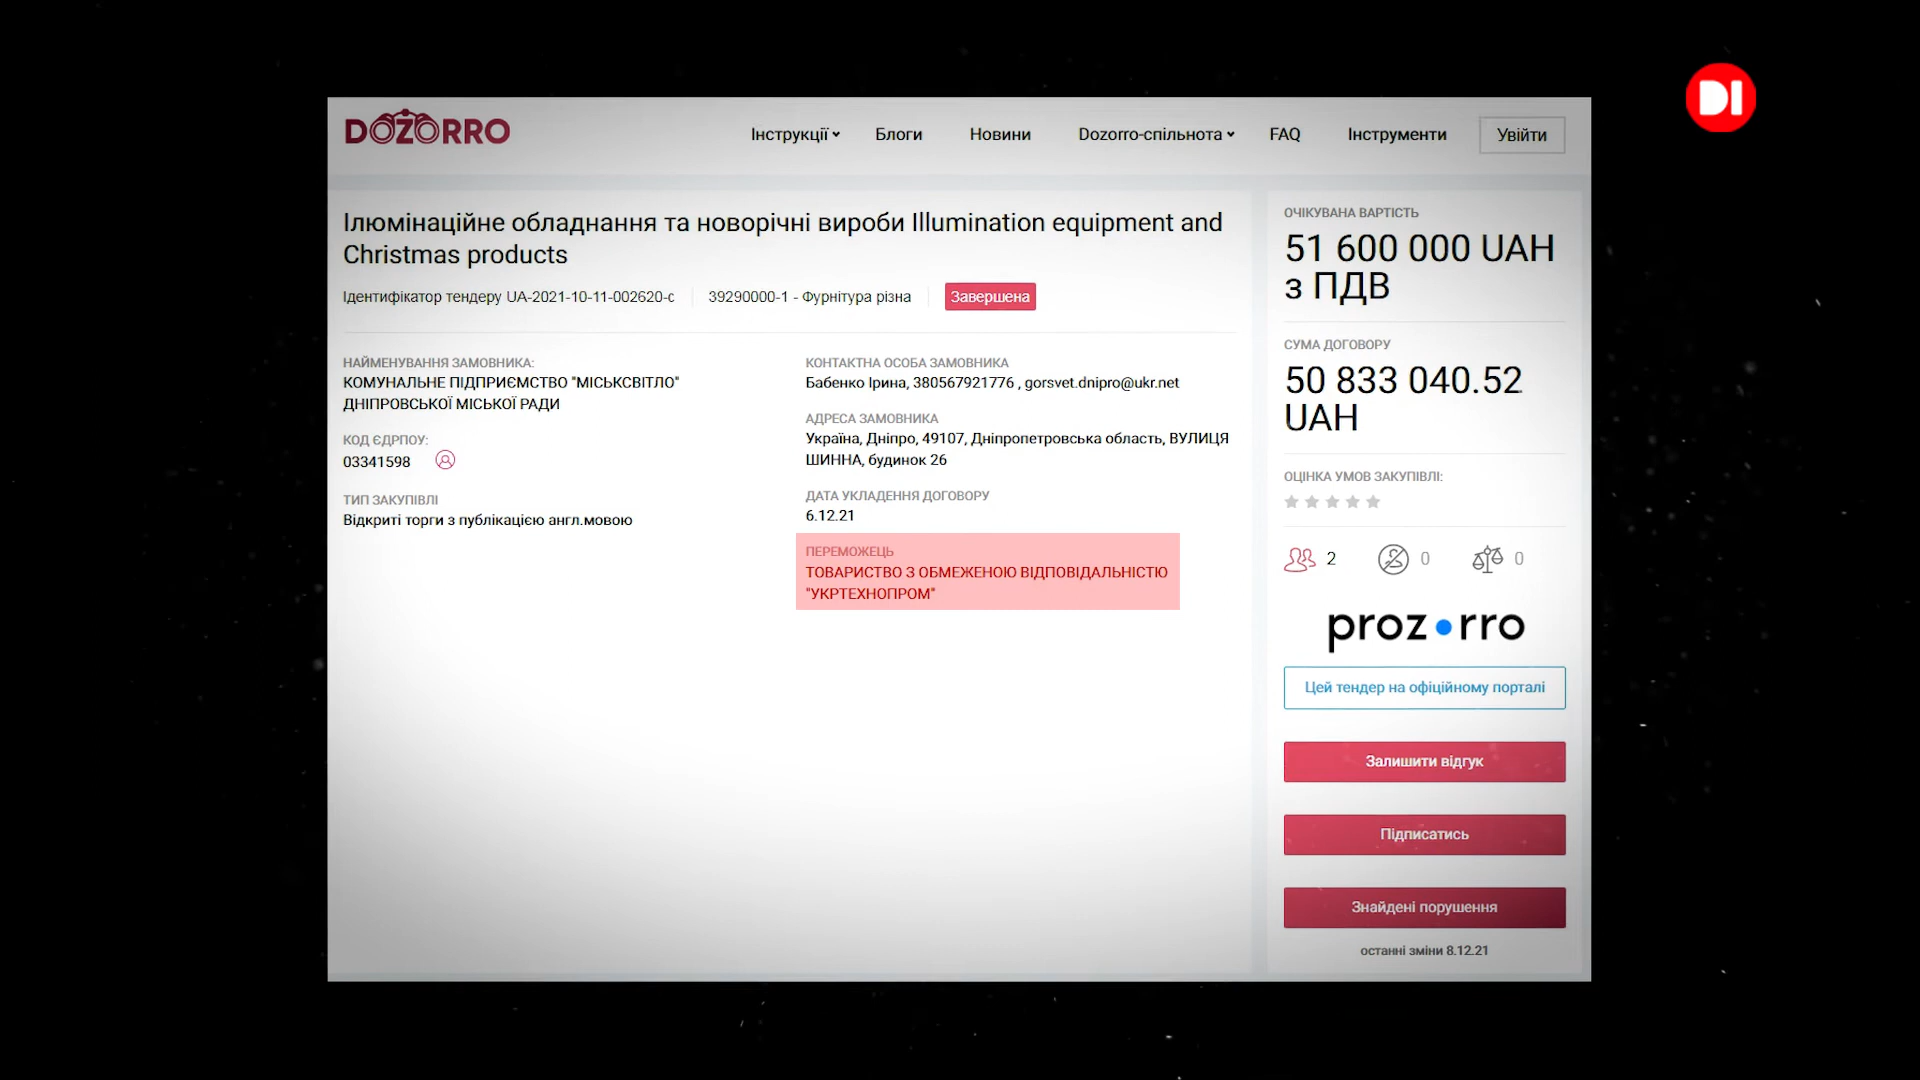 DI
DOZORRO
Інструкції
Блоги
Новини
Dozorro-спільнота
FAQ
Інструменти
Увійти
Ілюмінаційне обладнання та новорічні вироби Illumination equipment and
Christmas products
Ідентифікатор тендеру UA-2021-10-11-002620-c
39290000-1 - Фурнітура різна
Завершена
НАЙМЕНУВАННЯ ЗАМОВНИКА:
КОМУНАЛЬНЕ ПІДПРИЄМСТВО "МІСЬКСВІТЛО"
ДНІПРОВСЬКОЇ МІСЬКОЇ РАДИ
КОД ЄДРПОУ:
03341598
ТИП ЗАКУПІВЛІ
Відкриті торги з публікацією англ.мовою
КОНТАКТНА ОСОБА ЗАМОВНИКА
Бабенко Ірина, 380567921776 , gorsvet.dnipro@ukr.net
АДРЕСА ЗАМОВНИКА
Україна, Дніпро, 49107, Дніпропетровська область, ВУЛИЦЯ
ШИННА, будинок 26
ДАТА УКЛАДЕННЯ ДОГОВОРУ
6.12.21
ПЕРЕМОЖЕЦЬ
ТОВАРИСТВО З ОБМЕЖЕНОЮ ВІДПОВІДАЛЬНІСТЮ
"УКРТЕХНОПРОМ"
ОЧІКУВАНА ВАРТІСТЬ
51 600 000 UAH
з ПДВ
СУМА ДОГОВОРУ
50 833 040.52
UAH
ОЦІНКА УМОВ ЗАКУПІВЛІ:
2
0
0
prozorro
Цей тендер на офіційному порталі
Залишити відгук
Підписатись
Знайдені порушення
останні зміни 8.12.21